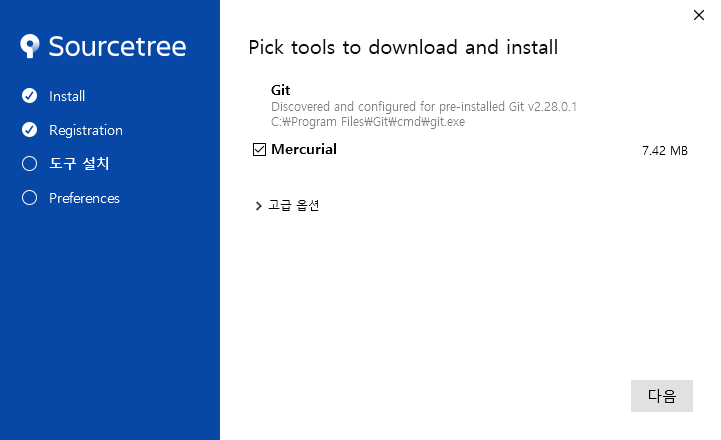 Sourcetree
Install
Registration
도구 설치
Preferences
Pick tools to download and install
Git
Discovered and configured for pre-installed Git v2.28.0.1
C:₩Program Files₩Git₩cmd₩git.exe
Mercurial
7.42 MB
고급 옵션
다음